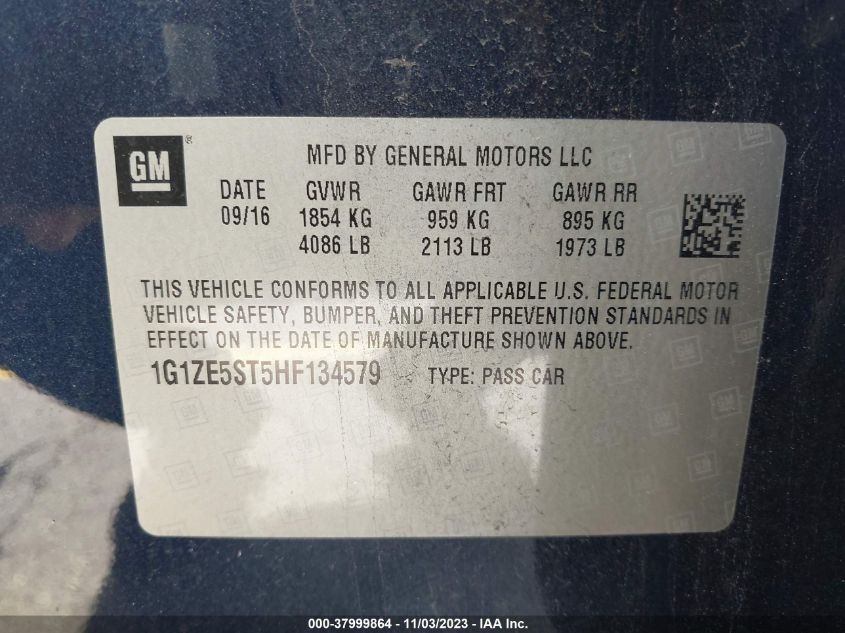 GM ®
MFD BY GENERAL MOTORS LLC
DATE GVWR GAWR FRT GAWR RR
09/16 1854 KG 959 KG 895 KG
4086 LB 2113 LB 1973 LB
THIS VEHICLE CONFORMS TO ALL APPLICABLE U.S. FEDERAL MOTOR
VEHICLE SAFETY, BUMPER, AND THEFT PREVENTION STANDARDS IN
EFFECT ON THE DATE OF MANUFACTURE SHOWN ABOVE.
1G1ZE5ST5HF134579 TYPE: PASS CAR
000-37999864 - 11/03/2023 - IAA Inc.